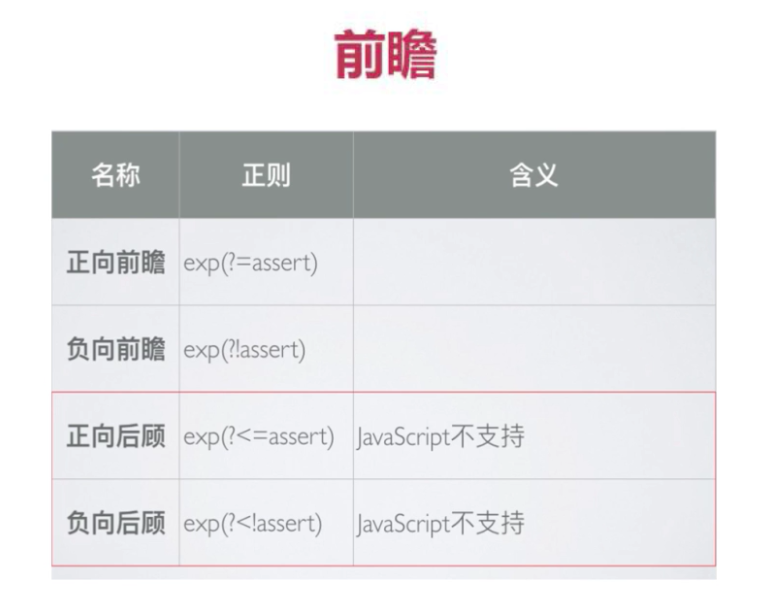 前瞻
名称 正则 含义
正向前瞻 exp(?=assert)
负向前瞻 exp(?!assert)
正向后顾 exp(?<=assert) JavaScript不支持
负向后顾 exp(?<!assert) JavaScript不支持